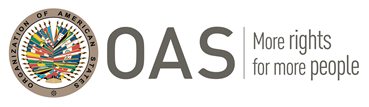 ORGANIZATION OF AMERICAN STATES
OAS
More rights
for more people